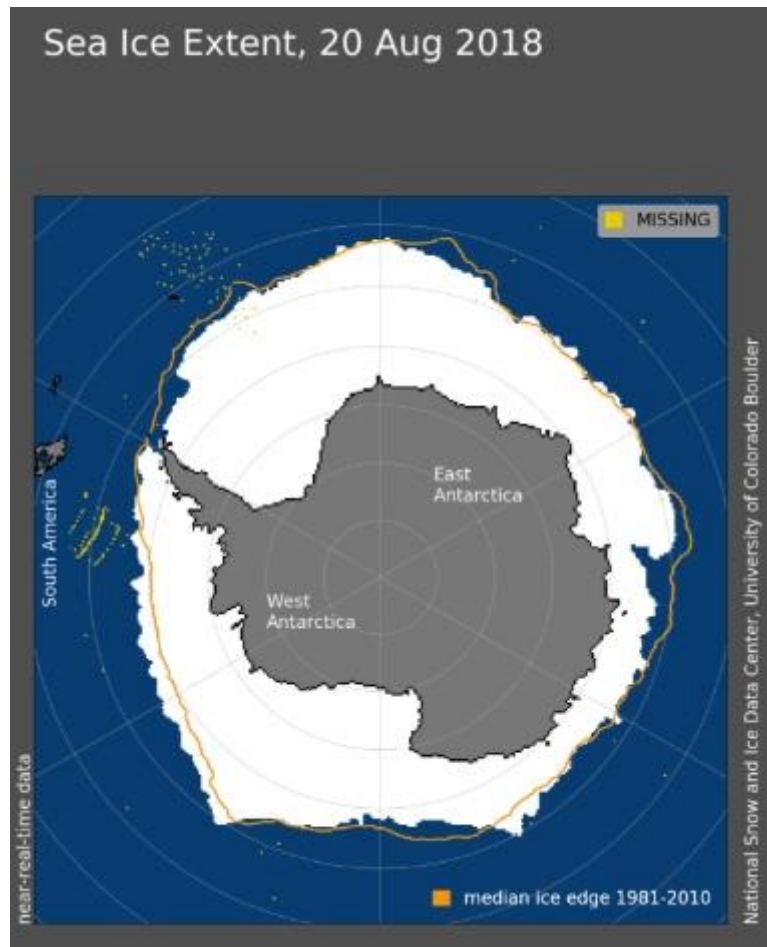 Sea Ice Extent, 20 Aug 2018
MISSING
East
Antarctica
West
Antarctica
South America
near-real-time data
median ice edge 1981-2010
National Snow and Ice Data Center, University of Colorado Boulder